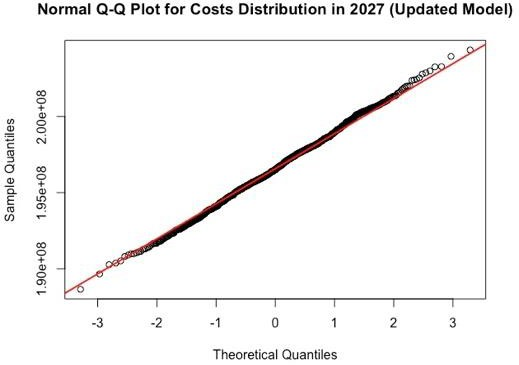 Normal Q-Q Plot for Costs Distribution in 2027 (Updated Model)
Sample Quantiles
2.00e+08
1.95e+08
1.90e+08
-3 -2 -1 0 1 2 3
Theoretical Quantiles